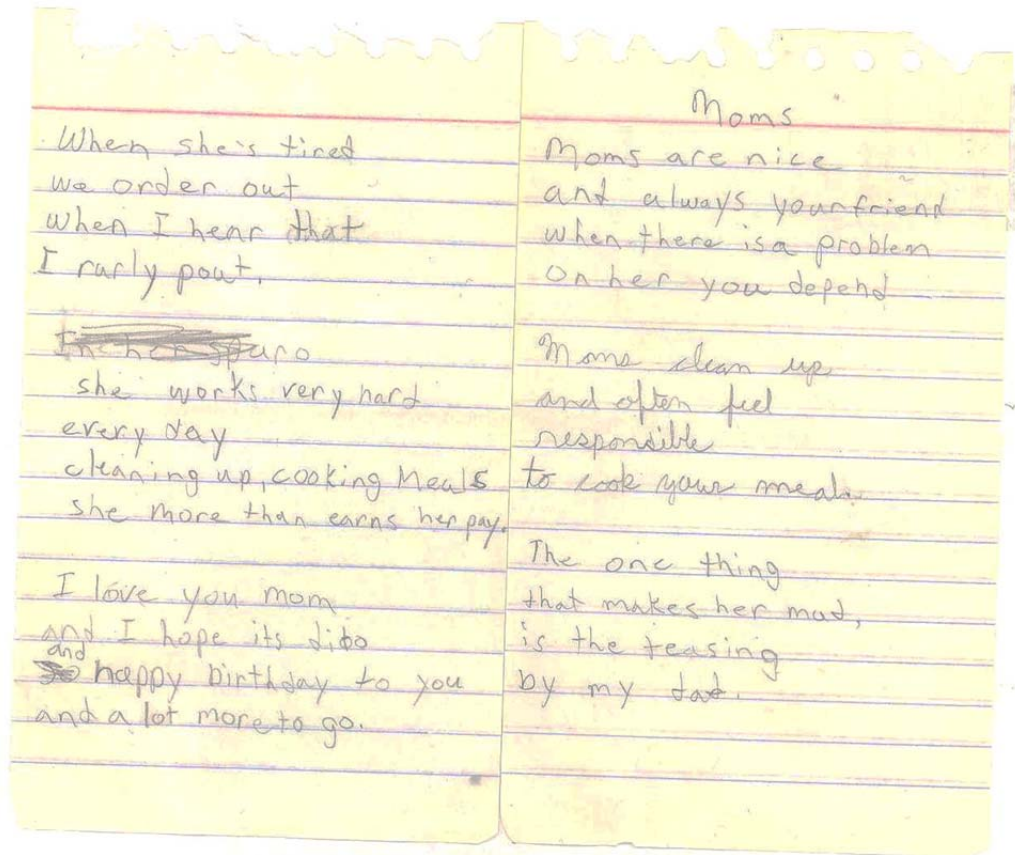 Moms
Moms are nice
and always your friend
when there is a problem
on her you depend
Moms clean up
and often feel
responsible
to cook your meals.
The one thing
that makes her mad,
is the teasing
by my dad.
When she's tired
we order out
when I hear that
I rarly pout.
she works very hard
every day
cleaning up, cooking Meals
she more than earns her pay.
I love you mom
and I hope its dito
and happy birthday to you
and a lot more to go.